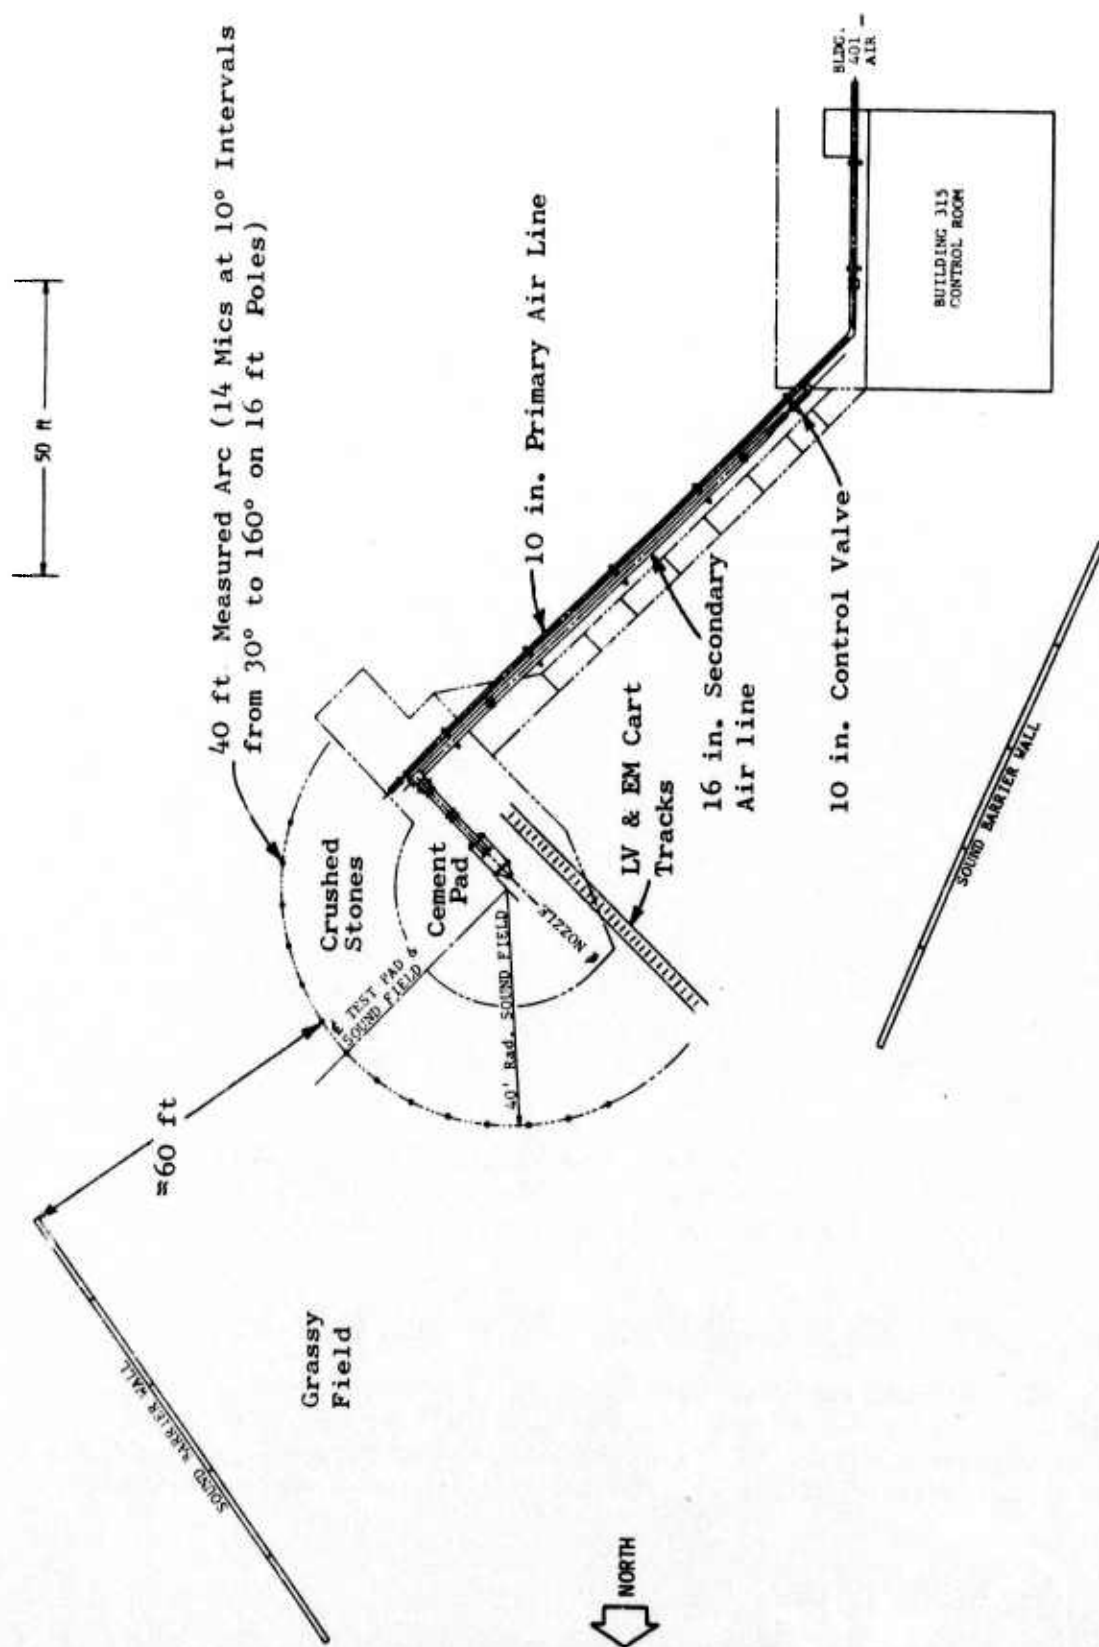 50 ft
40 ft Measured Arc (14 Mics at 10° Intervals
from 30° to 160° on 16 ft Poles)
BLDG.
401 -
AIR
10 in. Primary Air Line
BUILDING 315
CONTROL ROOM
Crushed
Stones
Cement
Pad
℄ TEST PAD &
SOUND FIELD
40' Rad. SOUND FIELD
℄ NOZZLE
LV & EM Cart
Tracks
16 in. Secondary
Air line
10 in. Control Valve
SOUND BARRIER WALL
≈60 ft
Grassy
Field
SOUND BARRIER WALL
NORTH